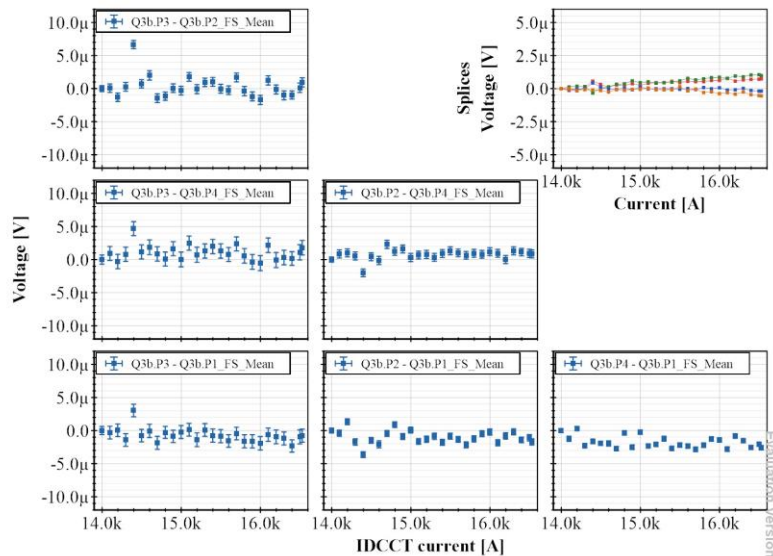 10.0µ
5.0µ
0.0
-5.0µ
-10.0µ
Q3b.P3 - Q3b.P2_FS_Mean
Splices
Voltage [V]
5.0µ
2.5µ
0.0
-2.5µ
-5.0µ
14.0k 15.0k 16.0k
Current [A]
Voltage [V]
10.0µ
5.0µ
0.0
-5.0µ
-10.0µ
Q3b.P3 - Q3b.P4_FS_Mean
Q3b.P2 - Q3b.P4_FS_Mean
10.0µ
5.0µ
0.0
-5.0µ
-10.0µ
Q3b.P3 - Q3b.P1_FS_Mean
Q3b.P2 - Q3b.P1_FS_Mean
Q3b.P4 - Q3b.P1_FS_Mean
14.0k 15.0k 16.0k
14.0k 15.0k 16.0k
14.0k 15.0k 16.0k
IDCCT current [A]
Evaluation version